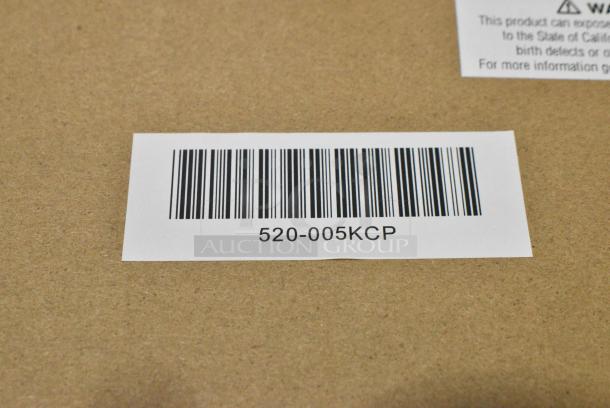 ⚠ WA
This product can expose
to the State of Califo
birth defects or o
For more information g
520-005KCP
AUCTION GROUP